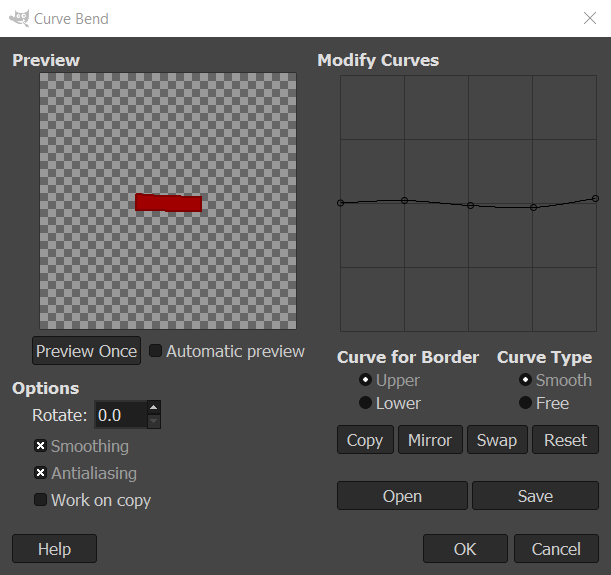 Curve Bend
Preview
Modify Curves
Preview Once
Automatic preview
Curve for Border
Curve Type
Upper
Smooth
Lower
Free
Options
Rotate: 0.0
Smoothing
Antialiasing
Work on copy
Copy
Mirror
Swap
Reset
Open
Save
Help
OK
Cancel